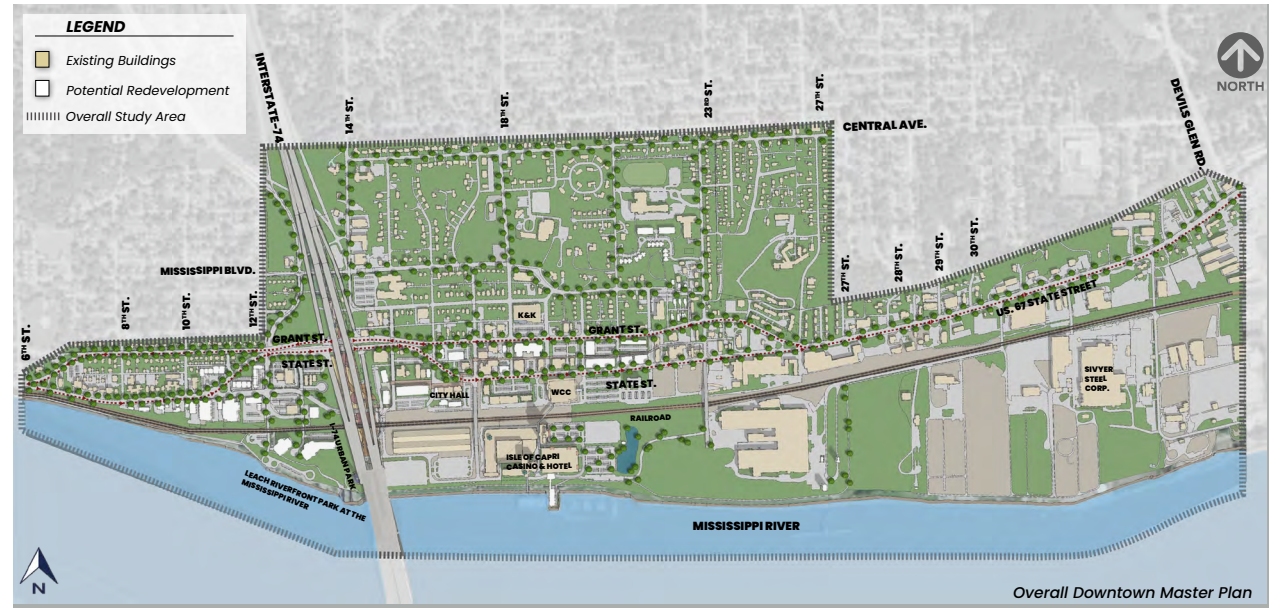 LEGEND
Existing Buildings
Potential Redevelopment
Overall Study Area
INTERSTATE-74
14TH ST.
18TH ST.
23RD ST.
27TH ST.
CENTRAL AVE.
DEVILS GLEN RD.
NORTH
MISSISSIPPI BLVD.
6TH ST.
8TH ST.
10TH ST.
12TH ST.
27TH ST.
28TH ST.
29TH ST.
30TH ST.
US. 67 STATE STREET
K&K
GRANT ST.
GRANT ST.
STATE ST.
STATE ST.
CITY HALL
WCC
SIVYER
STEEL
CORP.
RAILROAD
I-74 URBAN PARK
ISLE OF CAPRI
CASINO & HOTEL
LEACH RIVERFRONT PARK AT THE
MISSISSIPPI RIVER
MISSISSIPPI RIVER
N
Overall Downtown Master Plan